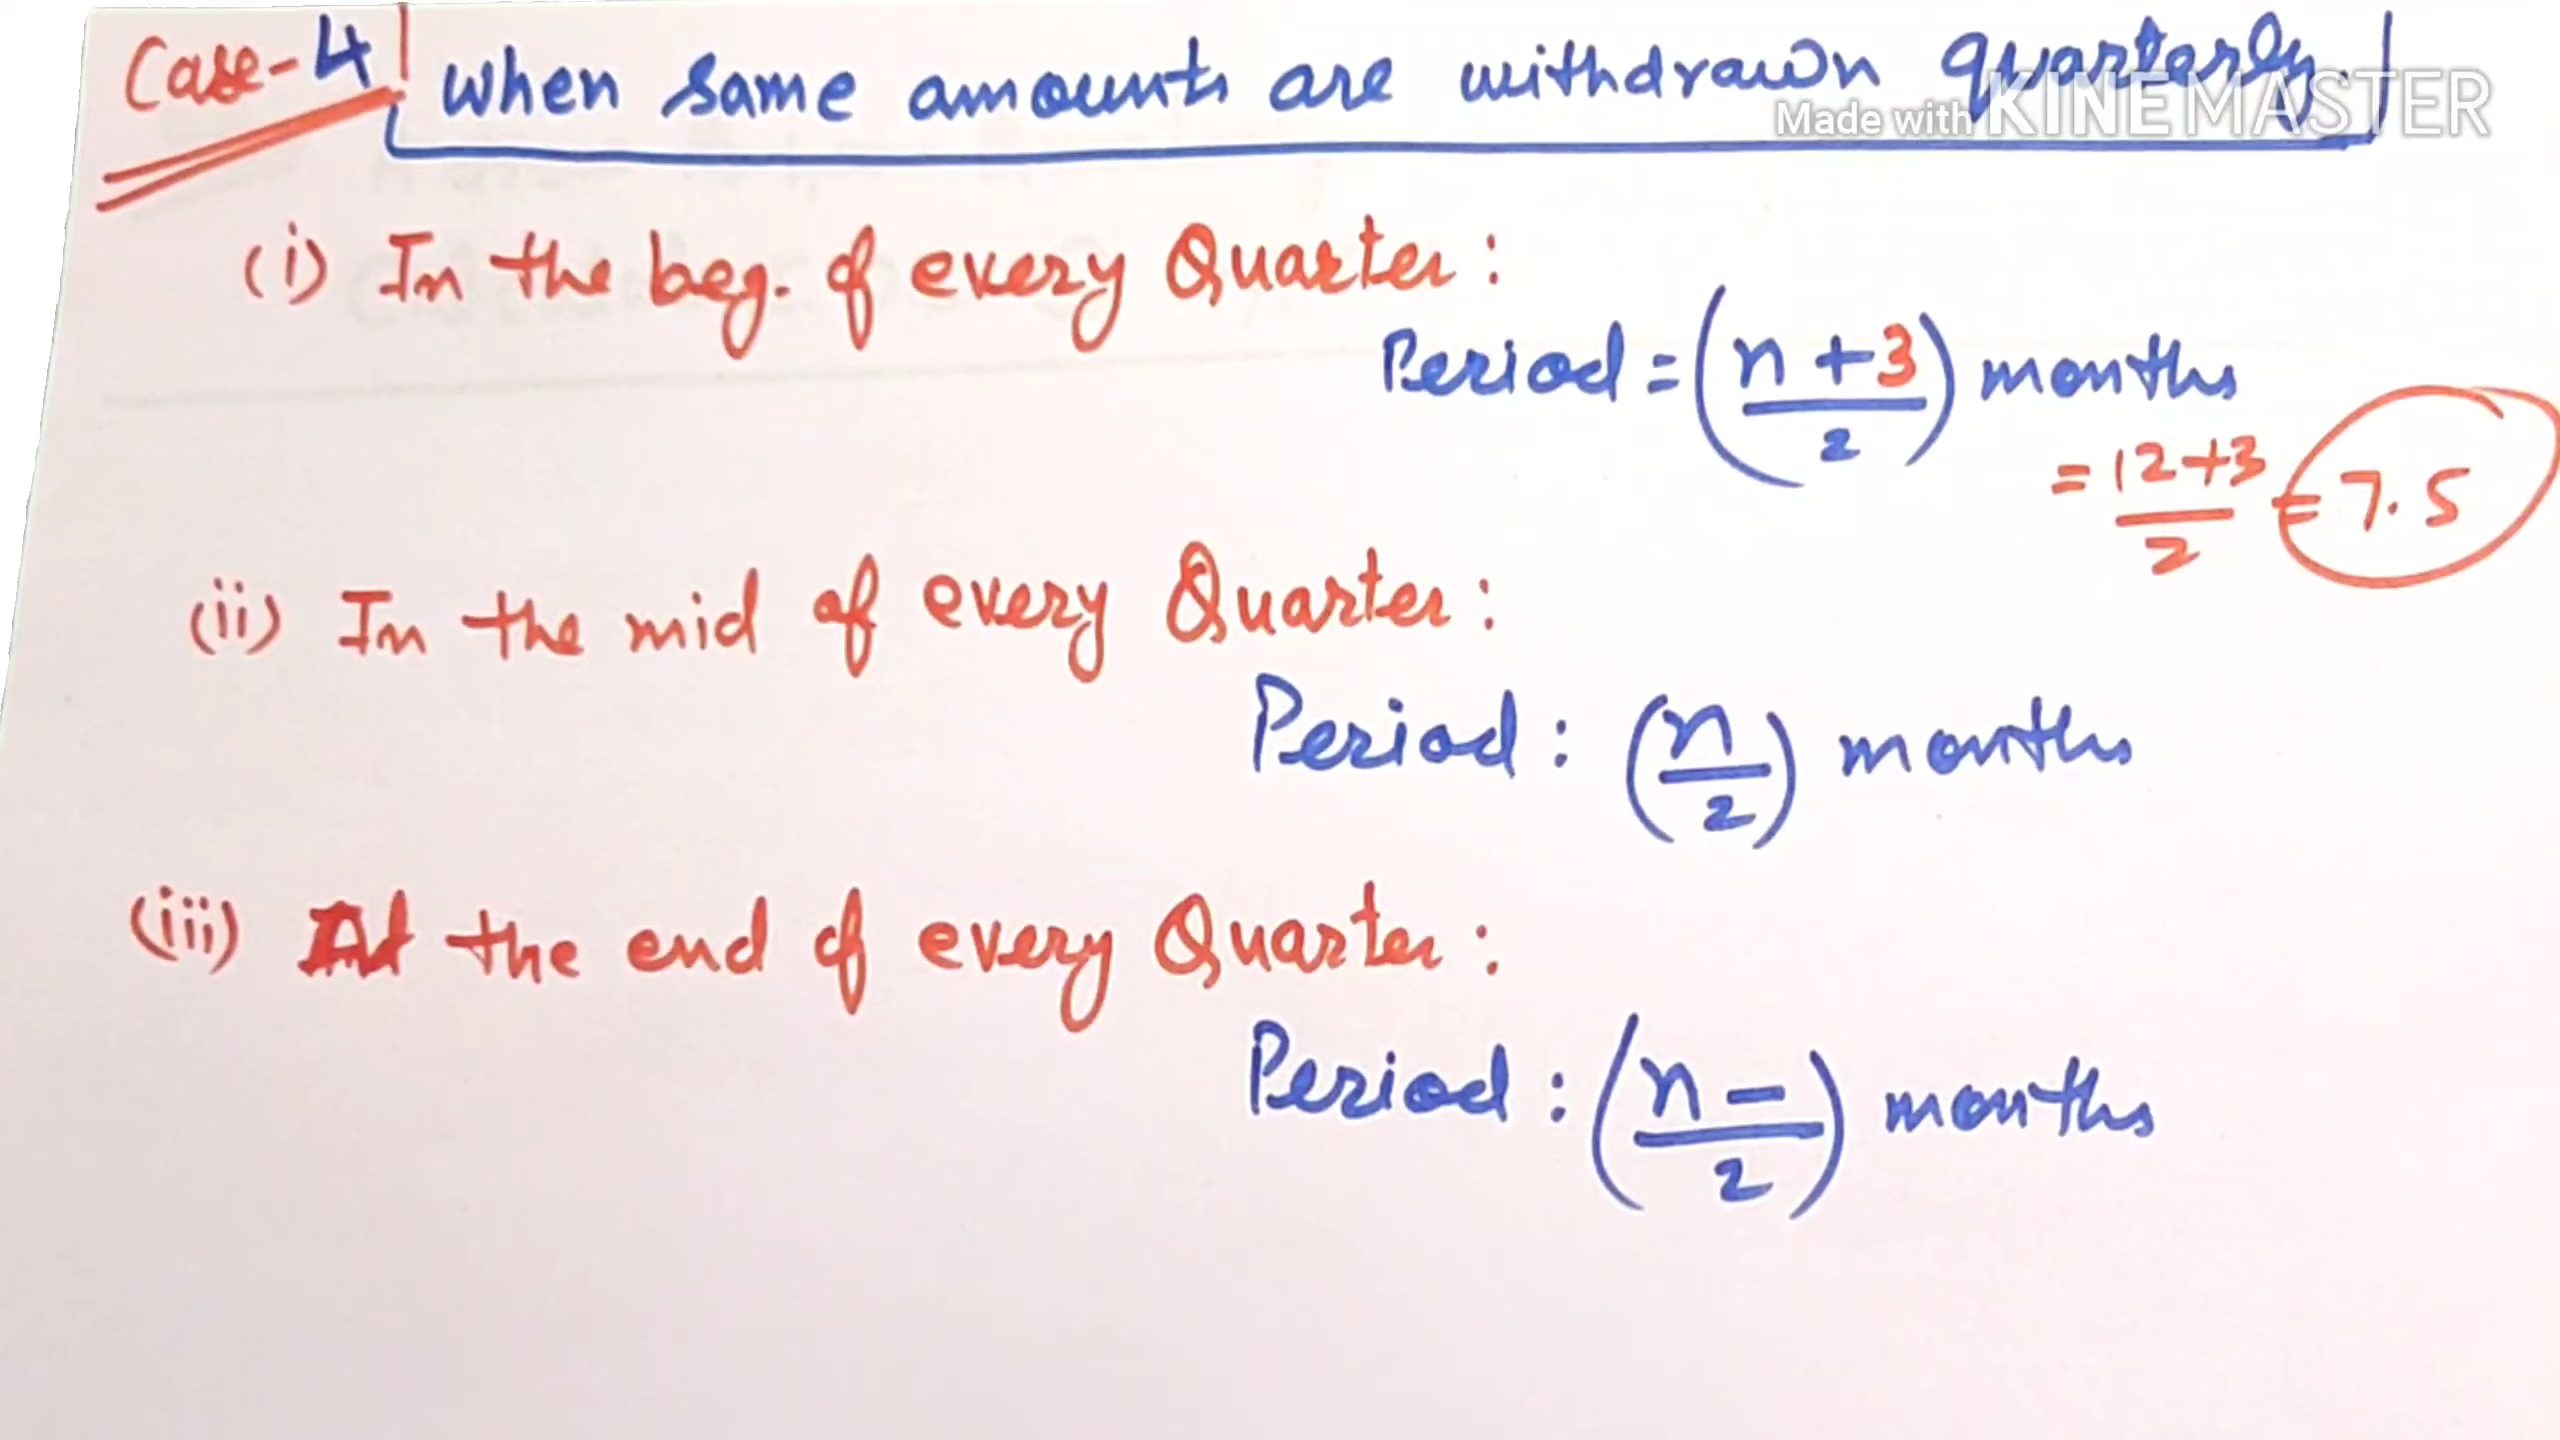 Case-4 When same amounts are withdrawn quarterly.
Made with KINEMASTER
(i) In the beg. of every Quarter:
Period = (n+3/2) months
= 12+3/2 = 7.5
(ii) In the mid of every Quarter:
Period: (n/2) months
(iii) At the end of every Quarter:
Period: (n-/2) months